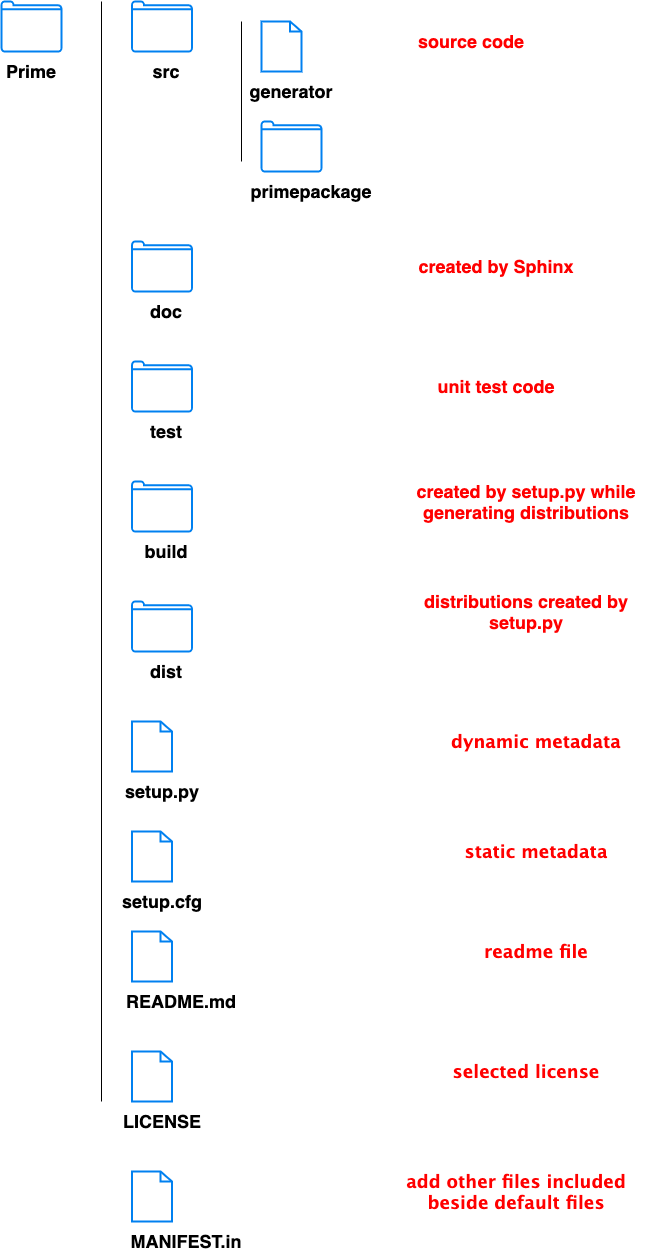 Prime
src
source code
generator
primepackage
doc
created by Sphinx
test
unit test code
build
created by setup.py while
generating distributions
dist
distributions created by
setup.py
setup.py
dynamic metadata
setup.cfg
static metadata
README.md
readme file
LICENSE
selected license
MANIFEST.in
add other files included
beside default files